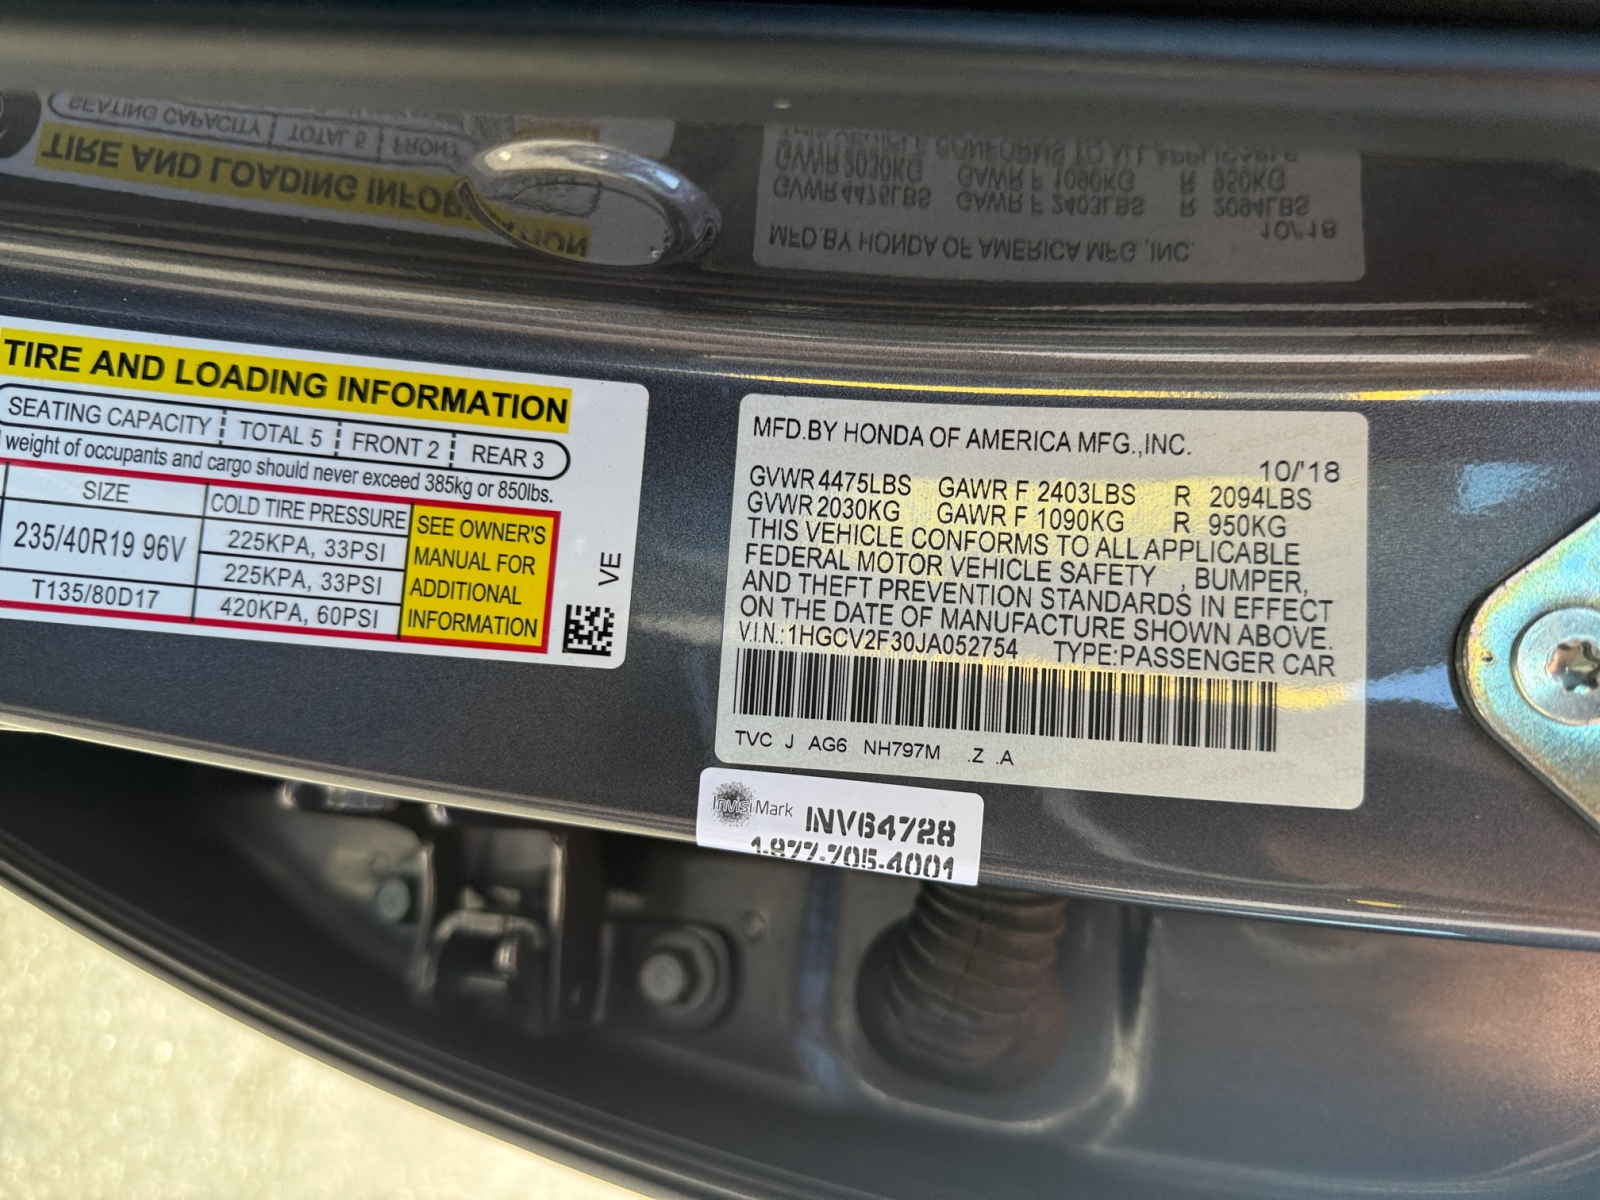 TIRE AND LOADING INFORMATION
SEATING CAPACITY TOTAL 5 FRONT 2 REAR 3
weight of occupants and cargo should never exceed 385kg or 850lbs.
SIZE COLD TIRE PRESSURE
235/40R19 96V 225KPA, 33PSI
225KPA, 33PSI
T135/80D17 420KPA, 60PSI
SEE OWNER'S
MANUAL FOR
ADDITIONAL
INFORMATION
VE
MFD.BY HONDA OF AMERICA MFG.,INC.
10/'18
GVWR 4475LBS GAWR F 2403LBS R 2094LBS
GVWR 2030KG GAWR F 1090KG R 950KG
THIS VEHICLE CONFORMS TO ALL APPLICABLE
FEDERAL MOTOR VEHICLE SAFETY , BUMPER,
AND THEFT PREVENTION STANDARDS IN EFFECT
ON THE DATE OF MANUFACTURE SHOWN ABOVE.
V.I.N.:1HGCV2F30JA052754 TYPE:PASSENGER CAR
TVC J AG6 NH797M .Z .A
InvisiMark INV64728
1-877-705-4001